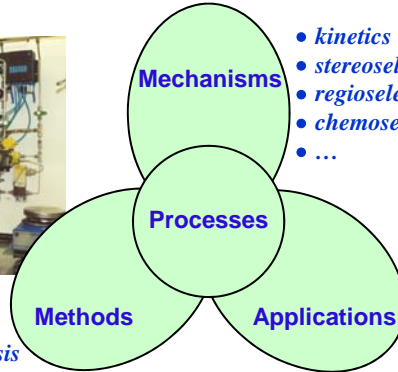 Mechanisms
• kinetics
• …
Processes
Methods
Applications